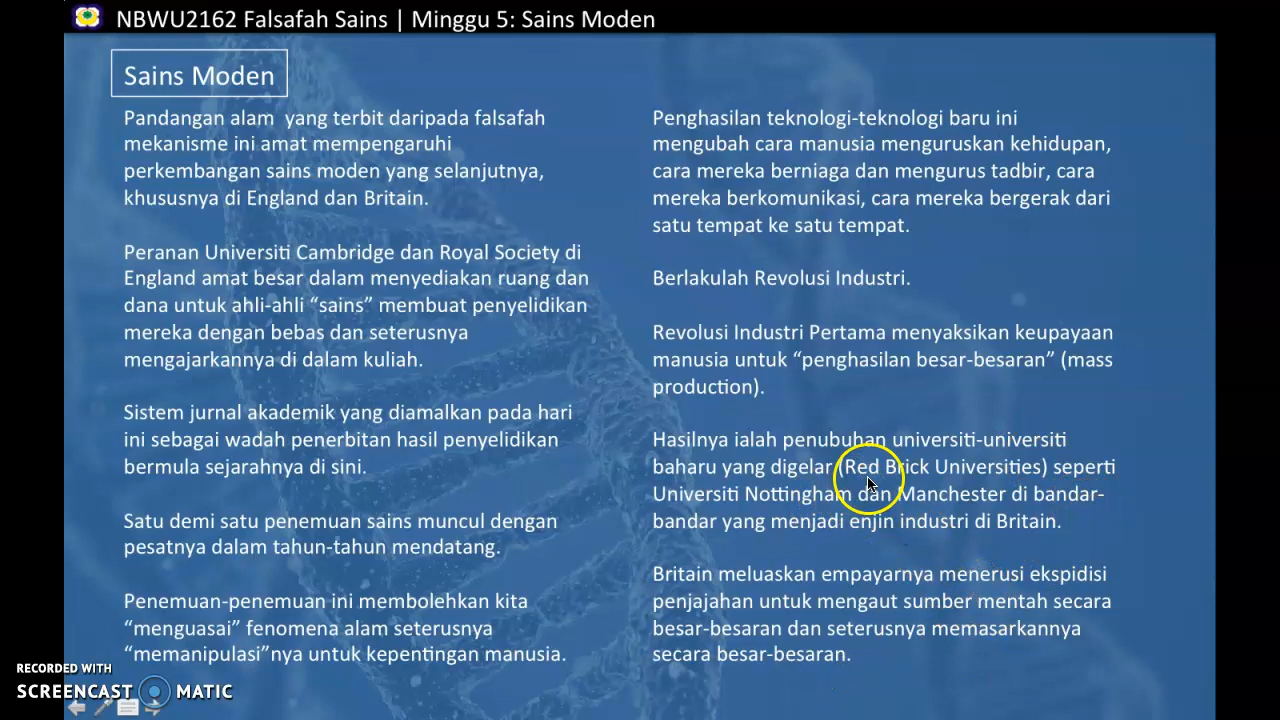 NBWU2162 Falsafah Sains | Minggu 5: Sains Moden
Sains Moden
Pandangan alam  yang terbit daripada falsafah
mekanisme ini amat mempengaruhi
perkembangan sains moden yang selanjutnya,
khususnya di England dan Britain.
Peranan Universiti Cambridge dan Royal Society di
England amat besar dalam menyediakan ruang dan
dana untuk ahli-ahli “sains” membuat penyelidikan
mereka dengan bebas dan seterusnya
mengajarkannya di dalam kuliah.
Sistem jurnal akademik yang diamalkan pada hari
ini sebagai wadah penerbitan hasil penyelidikan
bermula sejarahnya di sini.
Satu demi satu penemuan sains muncul dengan
pesatnya dalam tahun-tahun mendatang.
Penemuan-penemuan ini membolehkan kita
“menguasai” fenomena alam seterusnya
“memanipulasi”nya untuk kepentingan manusia.
Penghasilan teknologi-teknologi baru ini
mengubah cara manusia menguruskan kehidupan,
cara mereka berniaga dan mengurus tadbir, cara
mereka berkomunikasi, cara mereka bergerak dari
satu tempat ke satu tempat.
Berlakulah Revolusi Industri.
Revolusi Industri Pertama menyaksikan keupayaan
manusia untuk “penghasilan besar-besaran” (mass
production).
Hasilnya ialah penubuhan universiti-universiti
baharu yang digelar (Red Brick Universities) seperti
Universiti Nottingham dan Manchester di bandar-
bandar yang menjadi enjin industri di Britain.
Britain meluaskan empayarnya menerusi ekspidisi
penjajahan untuk mengaut sumber mentah secara
besar-besaran dan seterusnya memasarkannya
secara besar-besaran.
RECORDED WITH
SCREENCAST MATIC